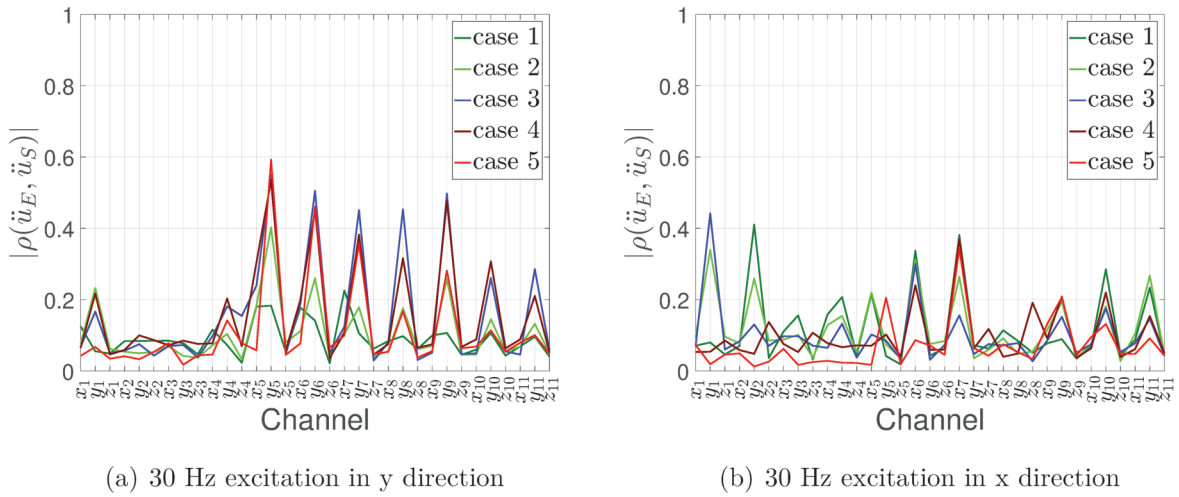 1
0.8
0.6
0.4
0.2
0
|ρ(ü_E, ü_S)|
case 1
case 2
case 3
case 4
case 5
x1 y1 z1 x2 y2 z2 x3 y3 z3 x4 y4 z4 x5 y5 z5 x6 y6 z6 x7 y7 z7 x8 y8 z8 x9 y9 z9 x10 y10 z10 x11 y11 z11
Channel
(a) 30 Hz excitation in y direction
1
0.8
0.6
0.4
0.2
0
|ρ(ü_E, ü_S)|
case 1
case 2
case 3
case 4
case 5
x1 y1 z1 x2 y2 z2 x3 y3 z3 x4 y4 z4 x5 y5 z5 x6 y6 z6 x7 y7 z7 x8 y8 z8 x9 y9 z9 x10 y10 z10 x11 y11 z11
Channel
(b) 30 Hz excitation in x direction